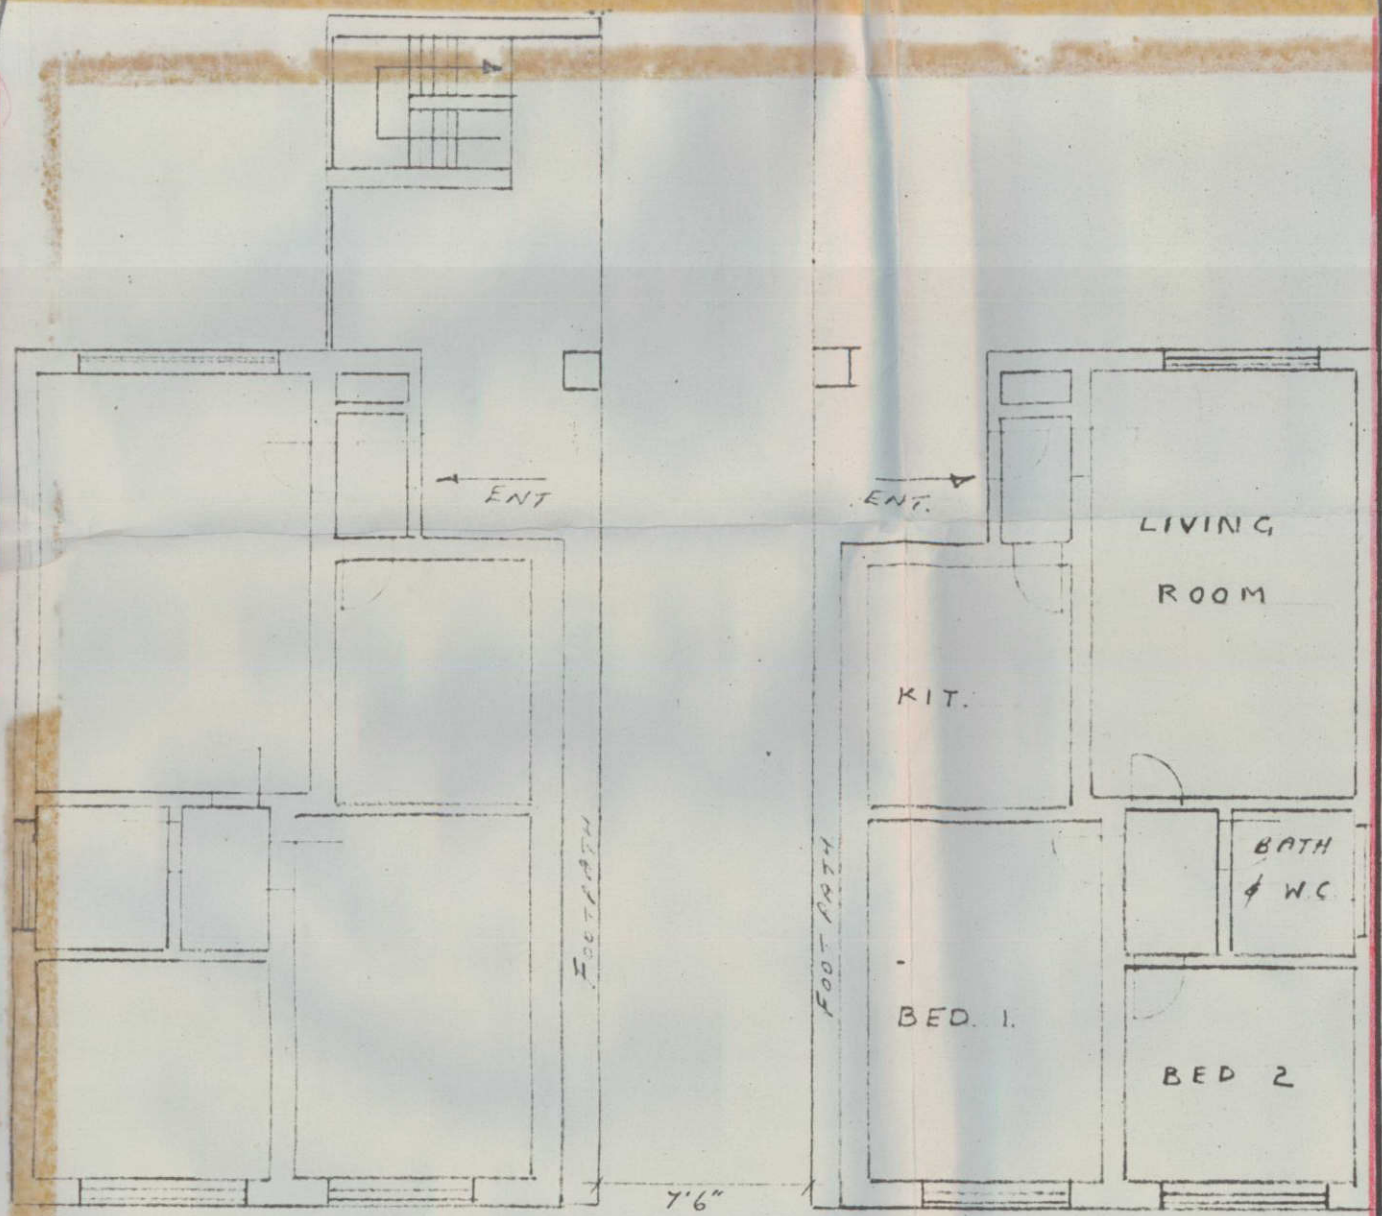 ENT
ENT.
LIVING
ROOM
KIT.
FOOTPATH
FOOTPATH
BATH
& W.C.
BED. 1.
BED 2
7'6"